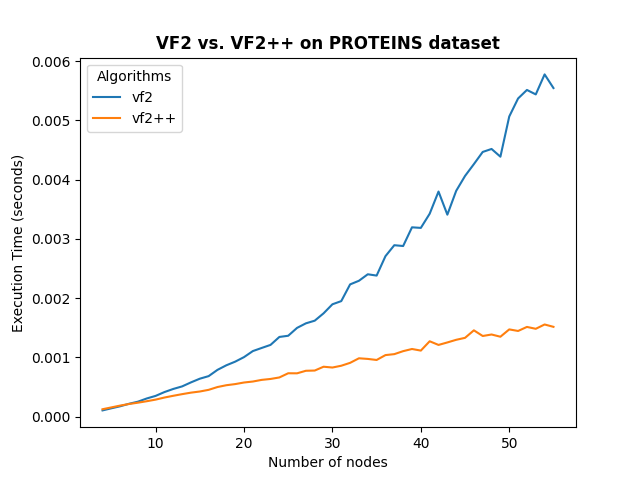 VF2 vs. VF2++ on PROTEINS dataset
Algorithms
vf2
vf2++
Execution Time (seconds)
0.006
0.005
0.004
0.003
0.002
0.001
0.000
10 20 30 40 50
Number of nodes